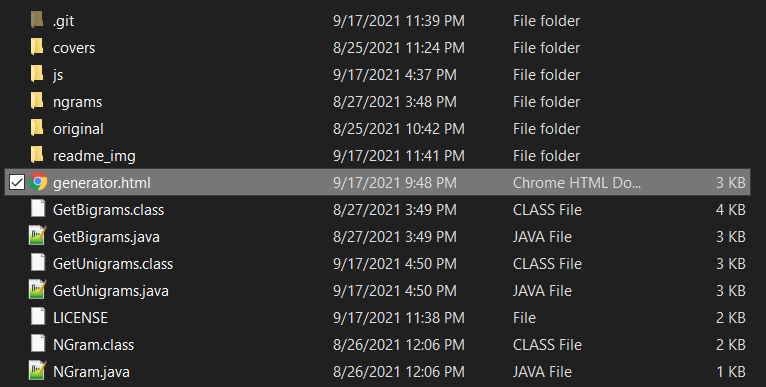 .git 9/17/2021 11:39 PM File folder
covers 8/25/2021 11:24 PM File folder
js 9/17/2021 4:37 PM File folder
ngrams 8/27/2021 3:48 PM File folder
original 8/25/2021 10:42 PM File folder
readme_img 9/17/2021 11:41 PM File folder
generator.html 9/17/2021 9:48 PM Chrome HTML Do... 3 KB
GetBigrams.class 8/27/2021 3:49 PM CLASS File 4 KB
GetBigrams.java 8/27/2021 3:49 PM JAVA File 3 KB
GetUnigrams.class 9/17/2021 4:50 PM CLASS File 3 KB
GetUnigrams.java 9/17/2021 4:50 PM JAVA File 3 KB
LICENSE 9/17/2021 11:38 PM File 2 KB
NGram.class 8/26/2021 12:06 PM CLASS File 2 KB
NGram.java 8/26/2021 12:06 PM JAVA File 1 KB